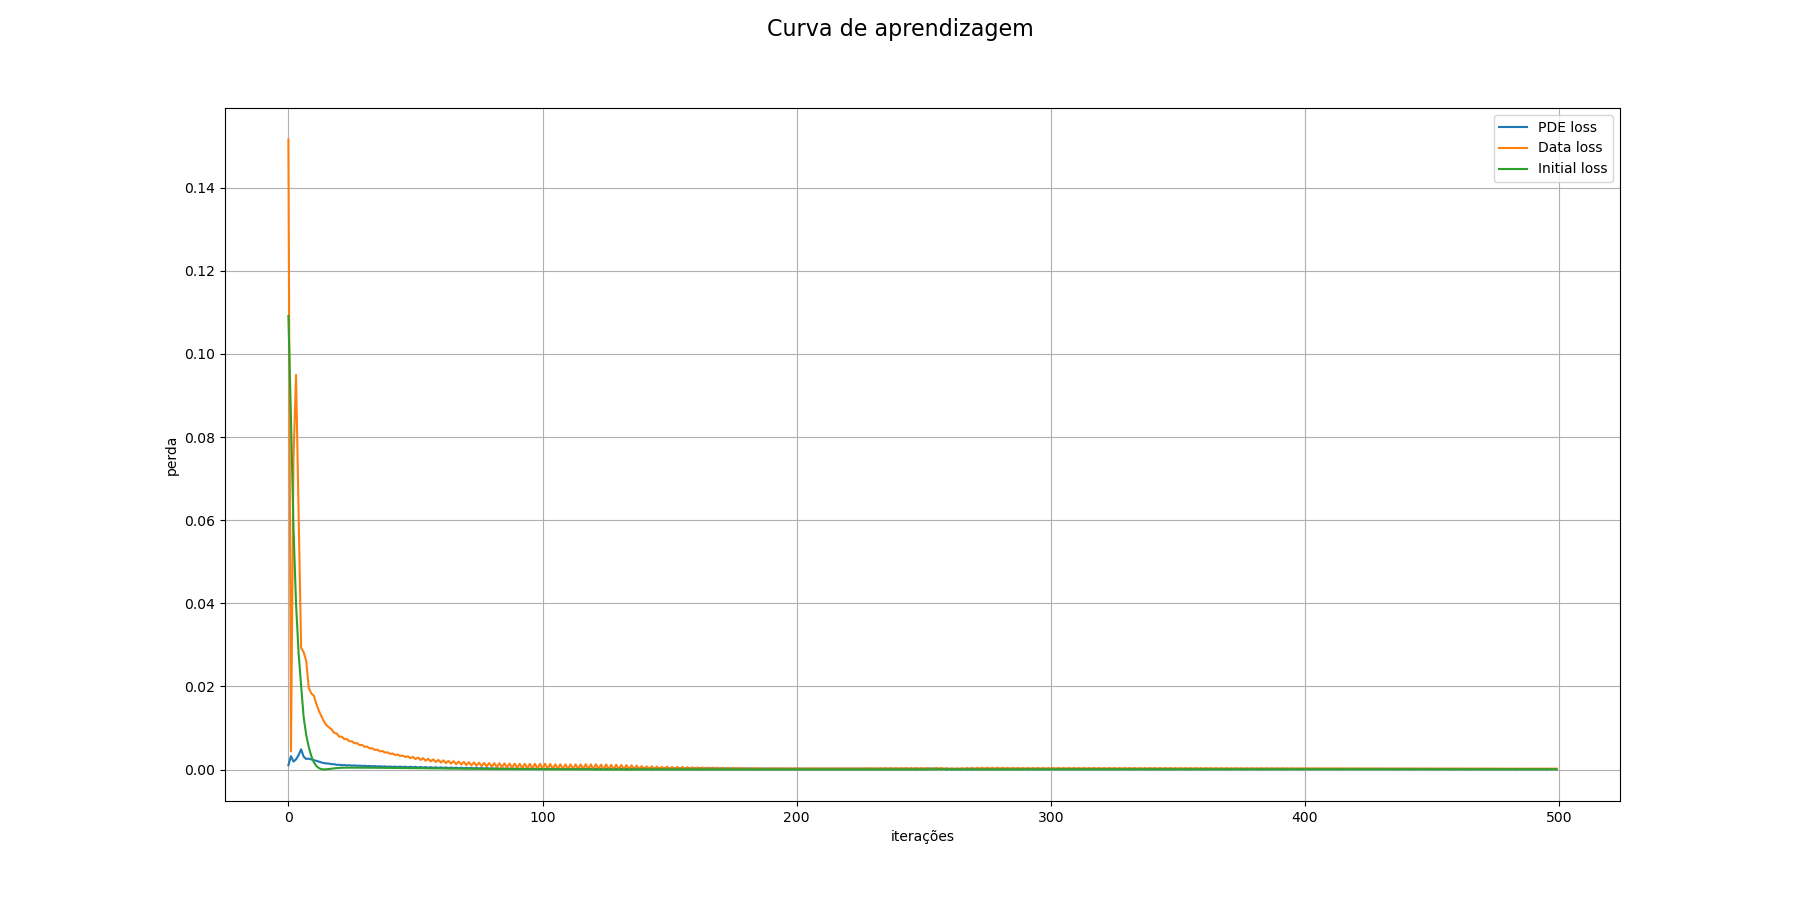 Curva de aprendizagem
PDE loss
Data loss
Initial loss
0.14
0.12
0.10
0.08
0.06
0.04
0.02
0.00
perda
0 100 200 300 400 500
iterações